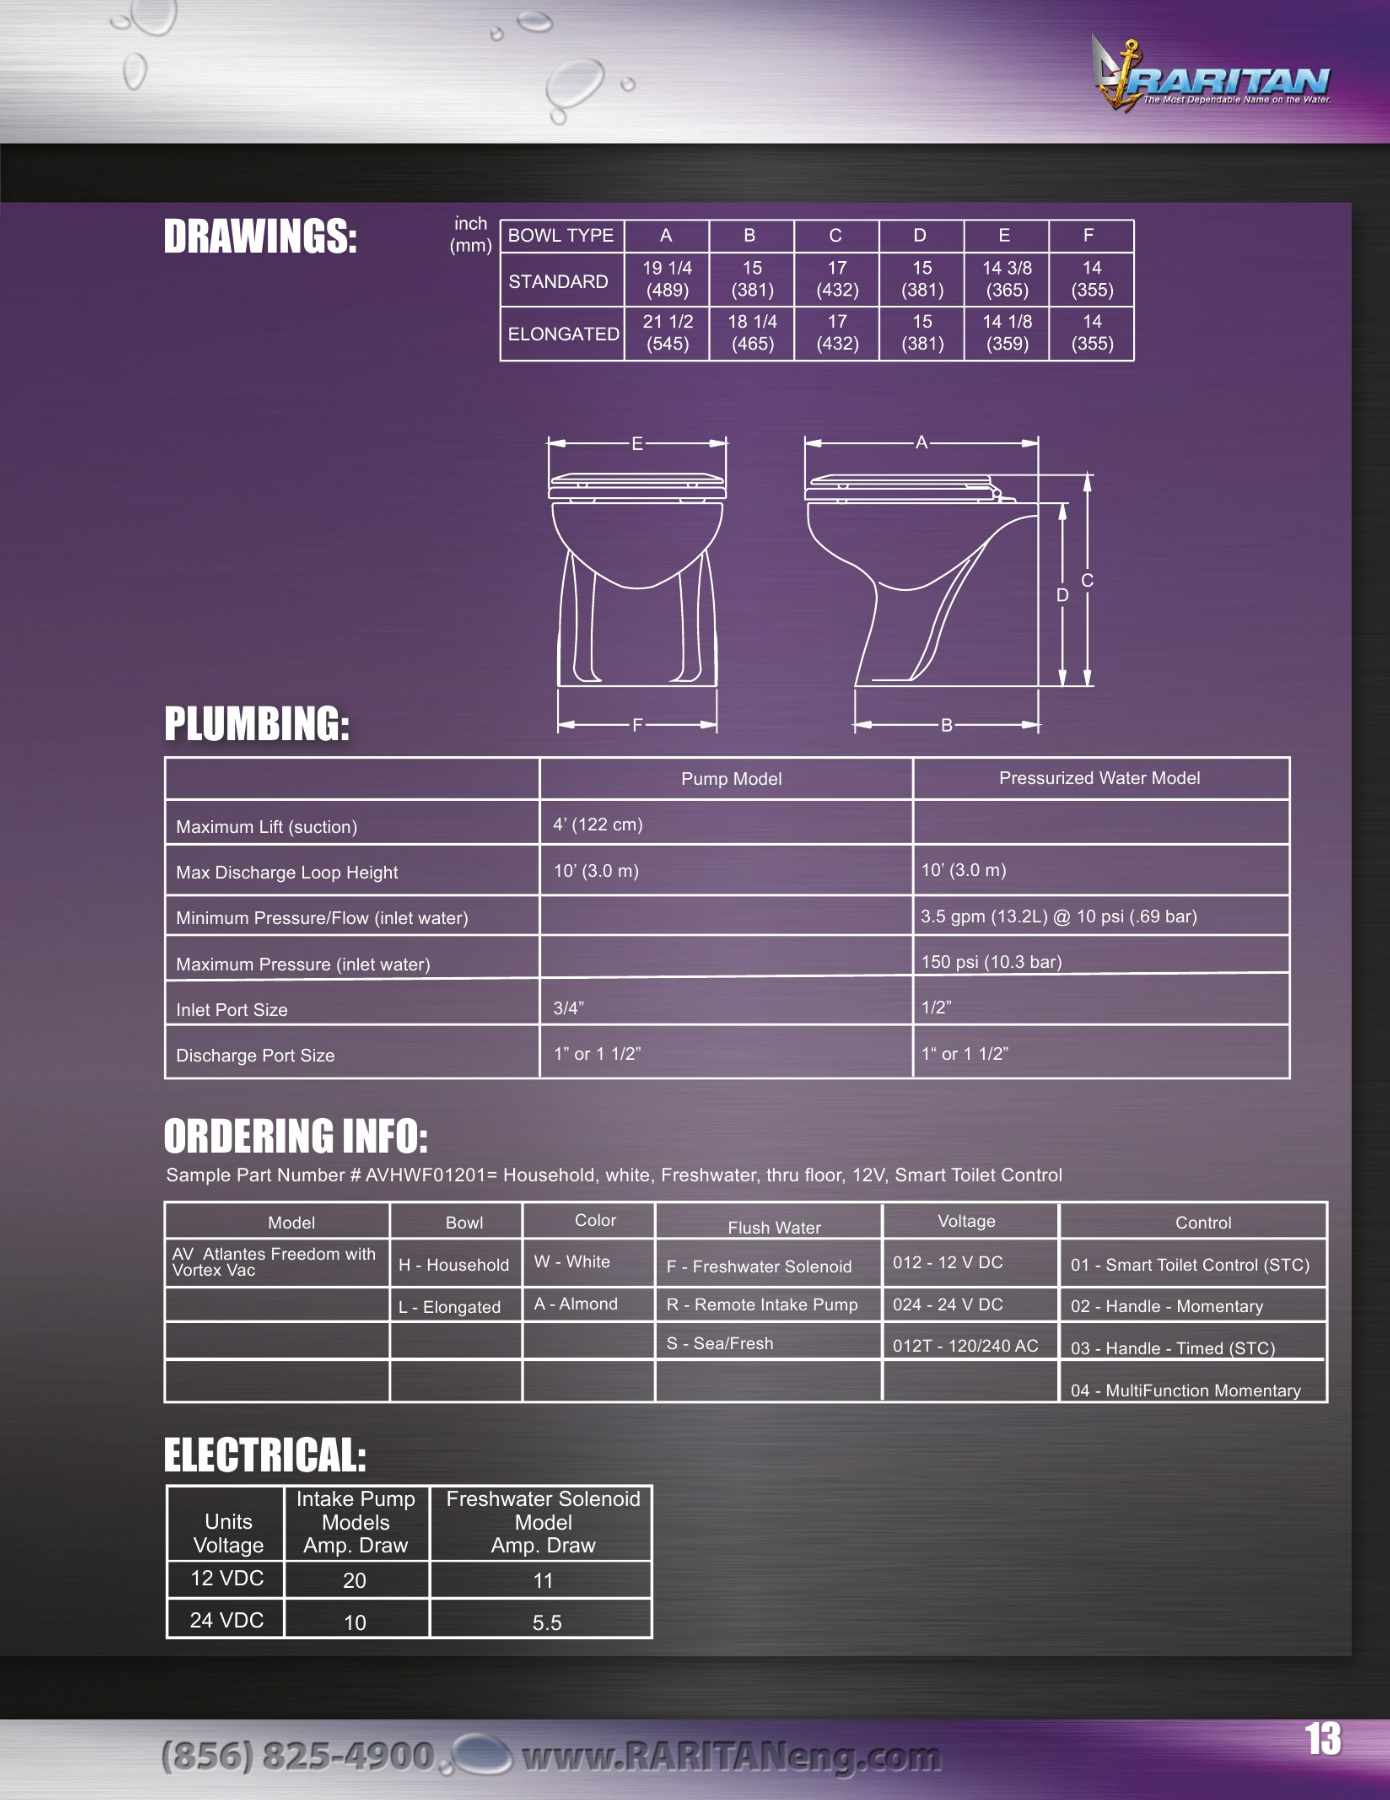 RARITAN
The Most Dependable Name on the Water.
DRAWINGS:
inch
(mm)
BOWL TYPE A B C D E F
STANDARD 19 1/4 (489) 15 (381) 17 (432) 15 (381) 14 3/8 (365) 14 (355)
ELONGATED 21 1/2 (545) 18 1/4 (465) 17 (432) 15 (381) 14 1/8 (359) 14 (355)
E A
C
D
F B
PLUMBING:
Pump Model Pressurized Water Model
Maximum Lift (suction) 4’ (122 cm)
Max Discharge Loop Height 10’ (3.0 m) 10’ (3.0 m)
Minimum Pressure/Flow (inlet water) 3.5 gpm (13.2L) @ 10 psi (.69 bar)
Maximum Pressure (inlet water) 150 psi (10.3 bar)
Inlet Port Size 3/4” 1/2”
Discharge Port Size 1” or 1 1/2” 1“ or 1 1/2”
ORDERING INFO:
Sample Part Number # AVHWF01201= Household, white, Freshwater, thru floor, 12V, Smart Toilet Control
Model Bowl Color Flush Water Voltage Control
AV Atlantes Freedom with Vortex Vac H - Household W - White F - Freshwater Solenoid 012 - 12 V DC 01 - Smart Toilet Control (STC)
L - Elongated A - Almond R - Remote Intake Pump 024 - 24 V DC 02 - Handle - Momentary
S - Sea/Fresh 012T - 120/240 AC 03 - Handle - Timed (STC)
04 - MultiFunction Momentary
ELECTRICAL:
Units Voltage Intake Pump Models Amp. Draw Freshwater Solenoid Model Amp. Draw
12 VDC 20 11
24 VDC 10 5.5
(856) 825-4900 www.RARITANeng.com
13